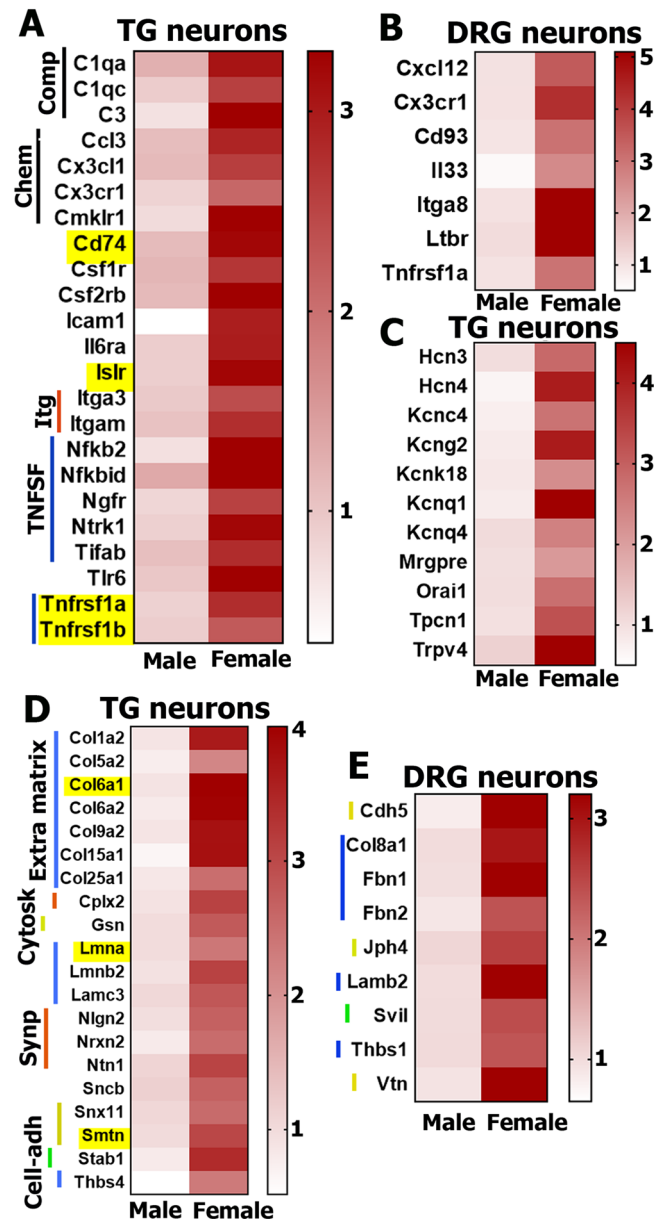 A
TG neurons
Comp
C1qa
C1qc
C3
Chem
Ccl3
Cx3cl1
Cx3cr1
Cmklr1
Cd74
Csf1r
Csf2rb
Icam1
Il6ra
Islr
Itg
Itga3
Itgam
TNFSF
Nfkb2
Nfkbid
Ngfr
Ntrk1
Tifab
Tlr6
Tnfrsf1a
Tnfrsf1b
Male Female
3
2
1
B
DRG neurons
Cxcl12
Cx3cr1
Cd93
Il33
Itga8
Ltbr
Tnfrsf1a
Male Female
5
4
3
2
1
C
TG neurons
Hcn3
Hcn4
Kcnc4
Kcng2
Kcnk18
Kcnq1
Kcnq4
Mrgpre
Orai1
Tpcn1
Trpv4
Male Female
4
3
2
1
D
TG neurons
Extra matrix
Col1a2
Col5a2
Col6a1
Col6a2
Col9a2
Col15a1
Col25a1
Cytosk
Cplx2
Gsn
Lmna
Lmnb2
Lamc3
Synp
Nlgn2
Nrxn2
Ntn1
Sncb
Cell-adh
Snx11
Smtn
Stab1
Thbs4
Male Female
4
3
2
1
E
DRG neurons
Cdh5
Col8a1
Fbn1
Fbn2
Jph4
Lamb2
Svil
Thbs1
Vtn
Male Female
3
2
1